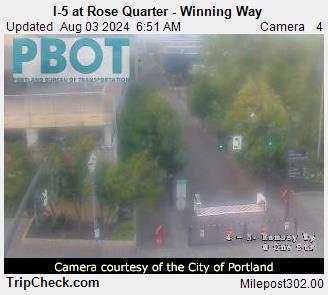 I-5 at Rose Quarter - Winning Way
Updated Aug 03 2024 6:51 AM Camera 4
PBOT
PORTLAND BUREAU OF TRANSPORTATION
Camera courtesy of the City of Portland
TripCheck.com Milepost302.00